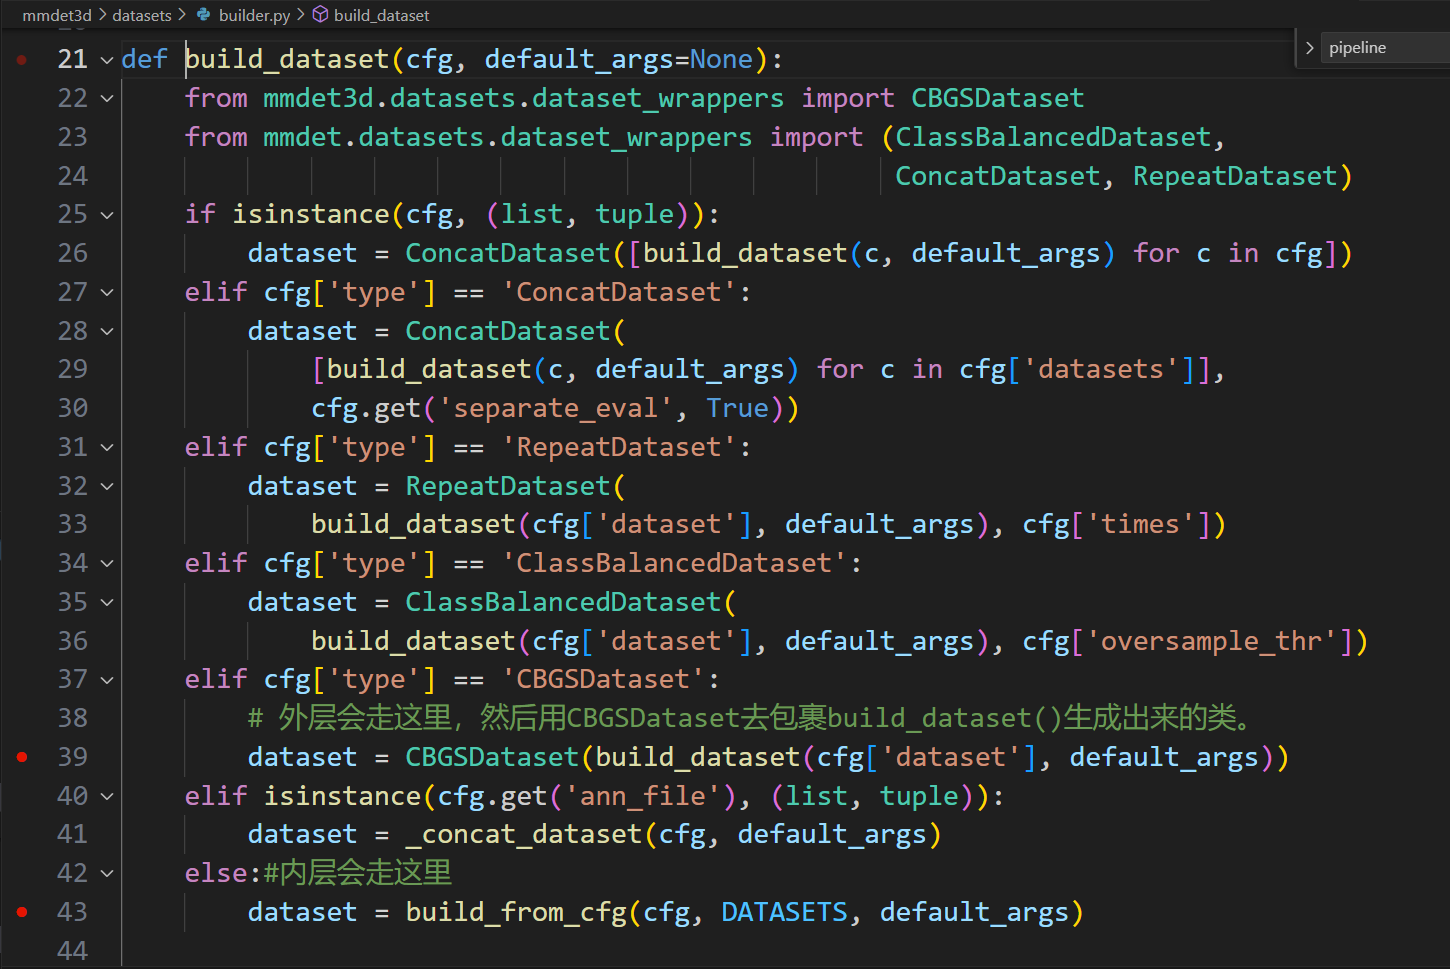 mmdet3d > datasets > builder.py > build_dataset
pipeline
21 def build_dataset(cfg, default_args=None):
22     from mmdet3d.datasets.dataset_wrappers import CBGSDataset
23     from mmdet.datasets.dataset_wrappers import (ClassBalancedDataset,
24                                                  ConcatDataset, RepeatDataset)
25     if isinstance(cfg, (list, tuple)):
26         dataset = ConcatDataset([build_dataset(c, default_args) for c in cfg])
27     elif cfg['type'] == 'ConcatDataset':
28         dataset = ConcatDataset(
29             [build_dataset(c, default_args) for c in cfg['datasets']],
30             cfg.get('separate_eval', True))
31     elif cfg['type'] == 'RepeatDataset':
32         dataset = RepeatDataset(
33             build_dataset(cfg['dataset'], default_args), cfg['times'])
34     elif cfg['type'] == 'ClassBalancedDataset':
35         dataset = ClassBalancedDataset(
36             build_dataset(cfg['dataset'], default_args), cfg['oversample_thr'])
37     elif cfg['type'] == 'CBGSDataset':
38         # 外层会走这里，然后用CBGSDataset去包裹build_dataset()生成出来的类。
39         dataset = CBGSDataset(build_dataset(cfg['dataset'], default_args))
40     elif isinstance(cfg.get('ann_file'), (list, tuple)):
41         dataset = _concat_dataset(cfg, default_args)
42     else:#内层会走这里
43         dataset = build_from_cfg(cfg, DATASETS, default_args)
44